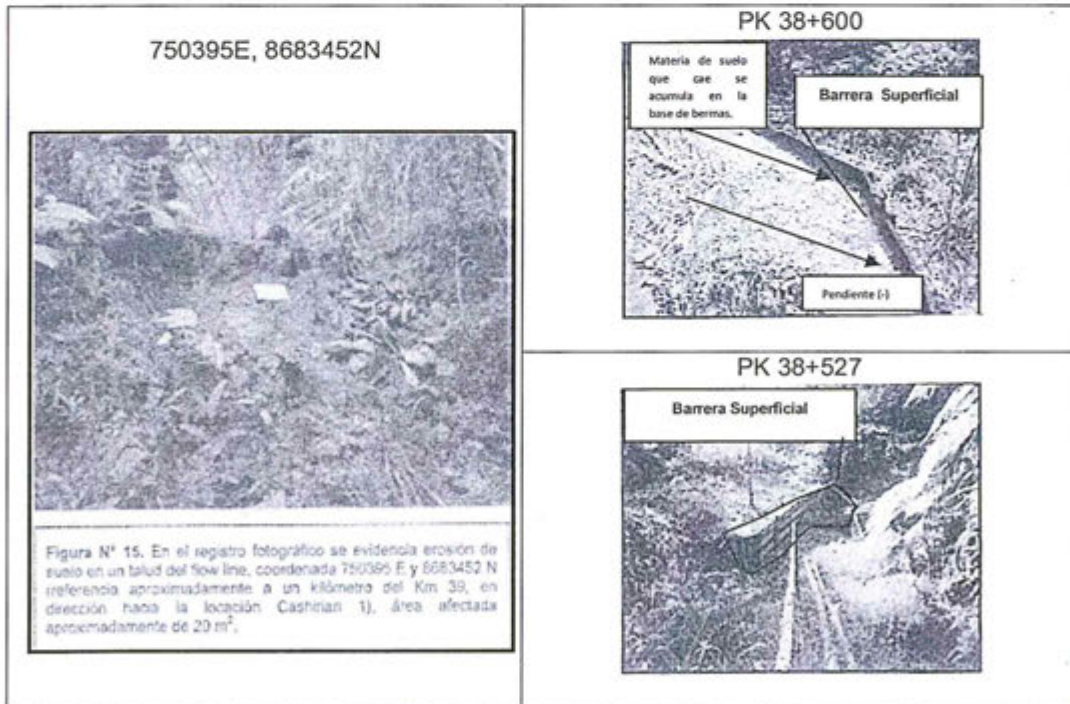 750395E, 8683452N
Figura N° 15. En el registro fotográfico se evidencia erosión de
suelo en un talud del flow line, coordenada 750395 E y 8683452 N
(referencia aproximadamente a un kilómetro del Km 39, en
dirección hacia la locación Cashiriari 1), área afectada
aproximadamente de 20 m².
PK 38+600
Materia de suelo
que cae se
acumula en la
base de bermas.
Barrera Superficial
Pendiente (-)
PK 38+527
Barrera Superficial